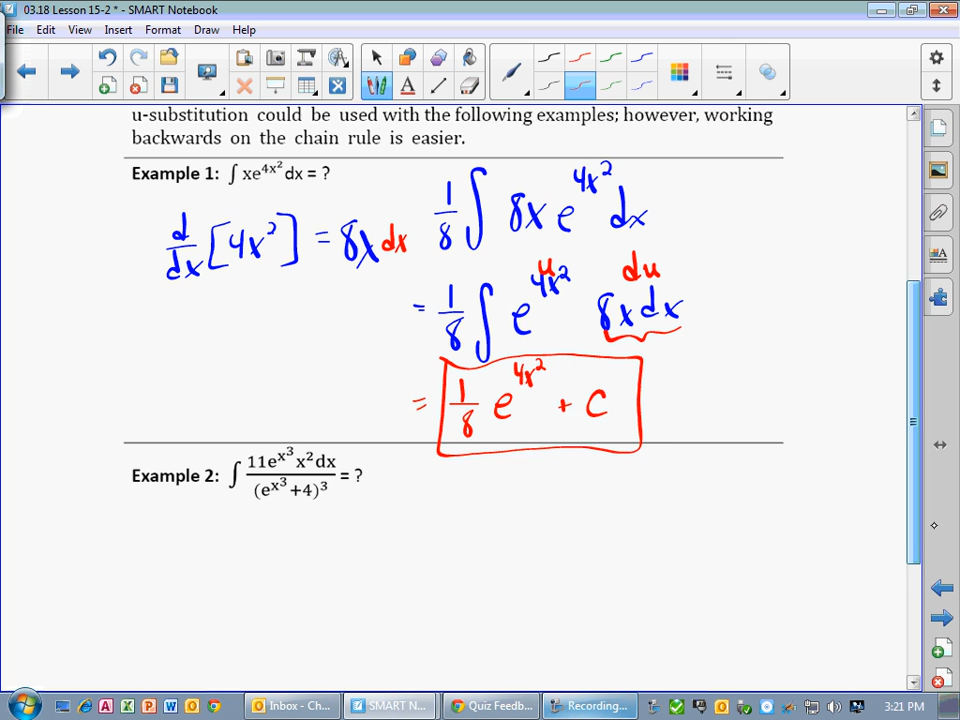 03.18 Lesson 15-2 * - SMART Notebook
File Edit View Insert Format Draw Help
u-substitution could be used with the following examples; however, working
backwards on the chain rule is easier.
Example 1: ∫ xe^{4x²} dx = ?
d/dx [4x²] = 8x dx
1/8 ∫ 8x e^{4x²} dx
u du
= 1/8 ∫ e^{4x²} 8x dx
= 1/8 e^{4x²} + C
Example 2: ∫ 11e^{x³}x²dx/(e^{x³}+4)³ = ?
Inbox - Ch... SMART N... Quiz Feedb... Recording... 3:21 PM